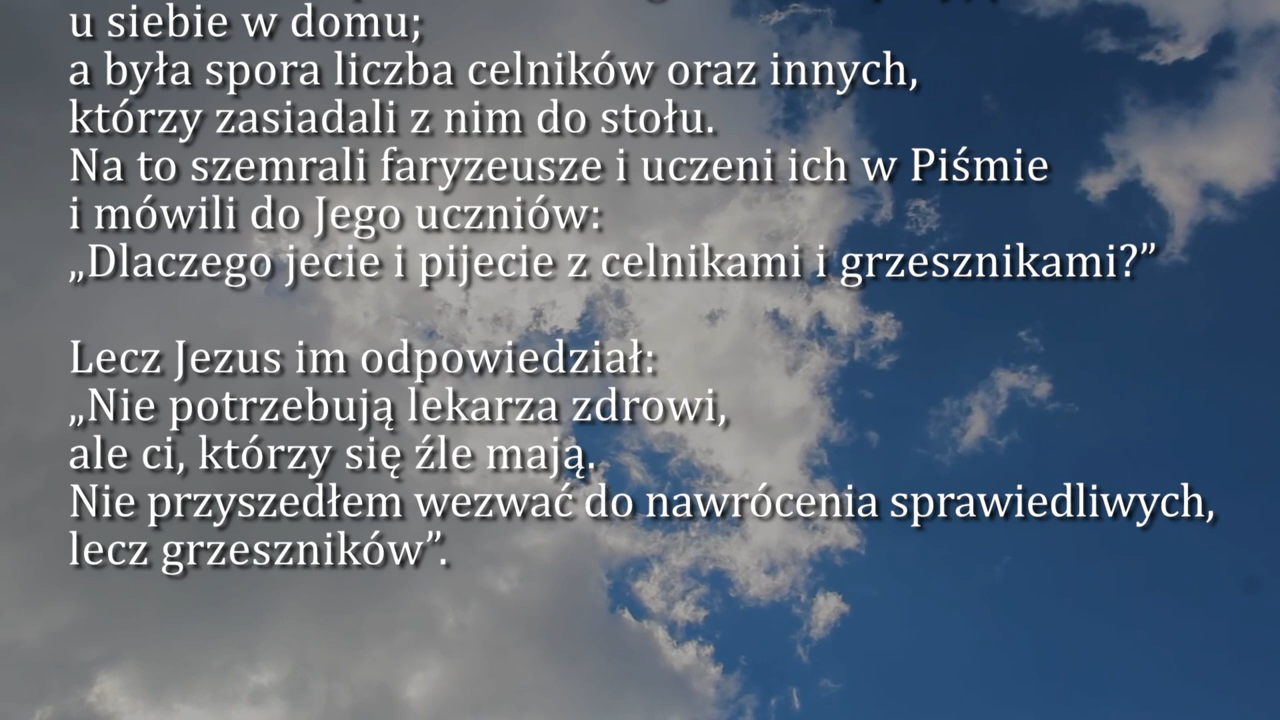 u siebie w domu;
a była spora liczba celników oraz innych,
którzy zasiadali z nim do stołu.
Na to szemrali faryzeusze i uczeni ich w Piśmie
i mówili do Jego uczniów:
„Dlaczego jecie i pijecie z celnikami i grzesznikami?”
Lecz Jezus im odpowiedział:
„Nie potrzebują lekarza zdrowi,
ale ci, którzy się źle mają.
Nie przyszedłem wezwać do nawrócenia sprawiedliwych,
lecz grzeszników”.